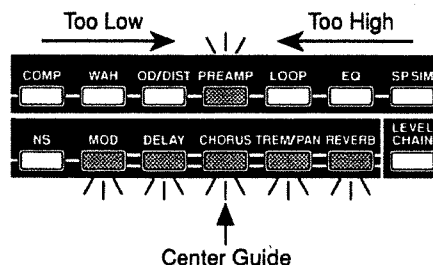 Too Low Too High
COMP WAH OD/DIST PREAMP LOOP EQ SP SIM
NS MOD DELAY CHORUS TREM/PAN REVERB LEVEL CHAIN
Center Guide